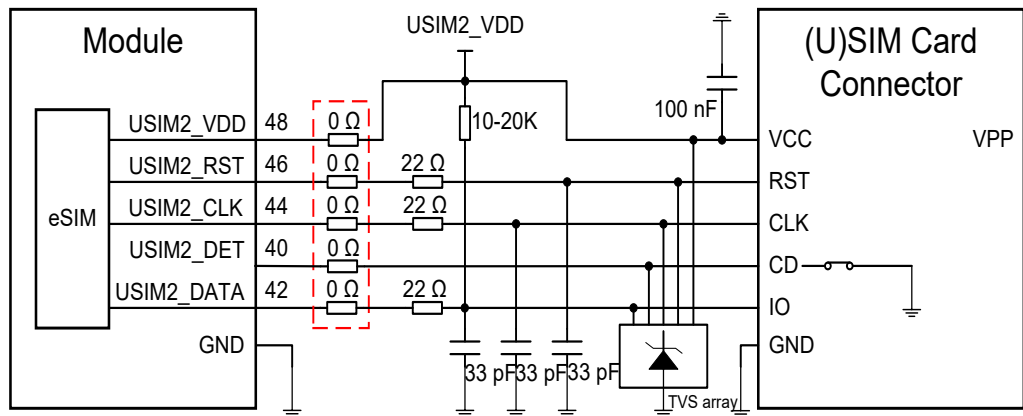 Module
USIM2_VDD
(U)SIM Card
Connector
100 nF
10-20K
eSIM
USIM2_VDD 48 0 Ω
VCC VPP
USIM2_RST 46 0 Ω 22 Ω
RST
USIM2_CLK 44 0 Ω 22 Ω
CLK
USIM2_DET 40 0 Ω
CD
USIM2_DATA 42 0 Ω 22 Ω
IO
GND
GND
33 pF 33 pF 33 pF
TVS array